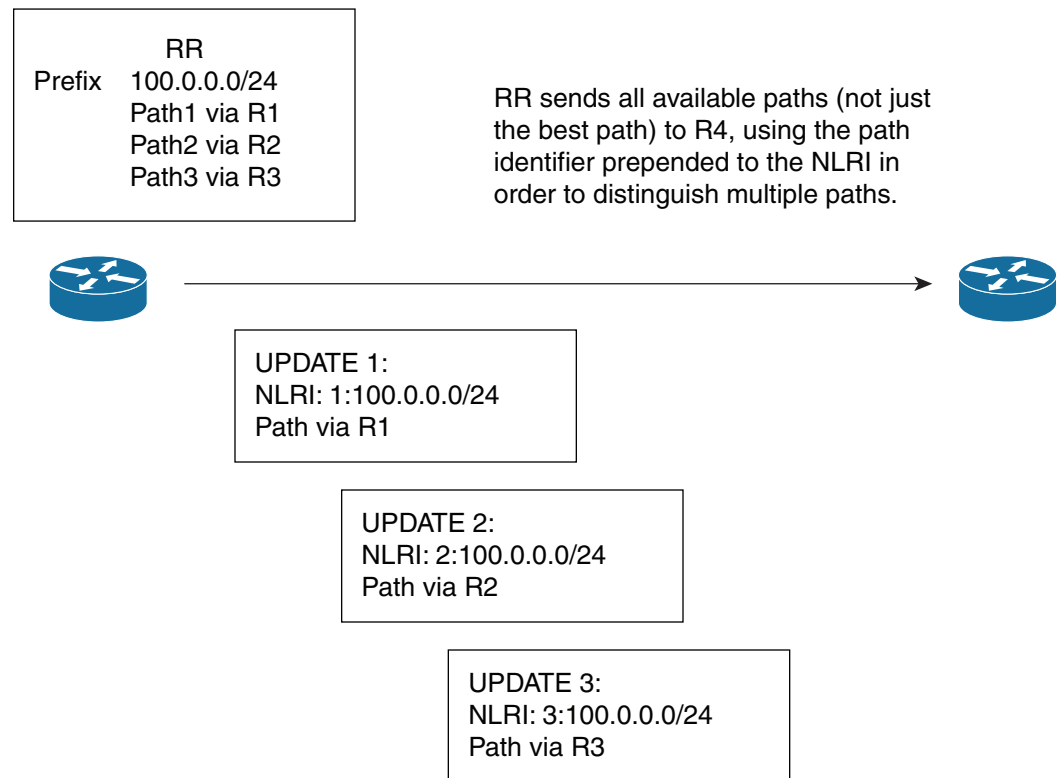 RR
Prefix 100.0.0.0/24
Path1 via R1
Path2 via R2
Path3 via R3
RR sends all available paths (not just
the best path) to R4, using the path
identifier prepended to the NLRI in
order to distinguish multiple paths.
UPDATE 1:
NLRI: 1:100.0.0.0/24
Path via R1
UPDATE 2:
NLRI: 2:100.0.0.0/24
Path via R2
UPDATE 3:
NLRI: 3:100.0.0.0/24
Path via R3